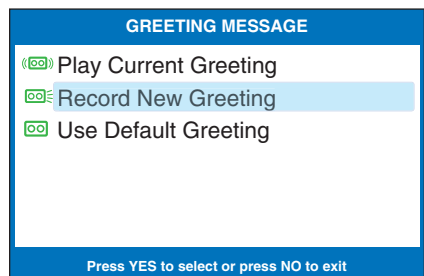 GREETING MESSAGE
Play Current Greeting
Record New Greeting
Use Default Greeting
Press YES to select or press NO to exit